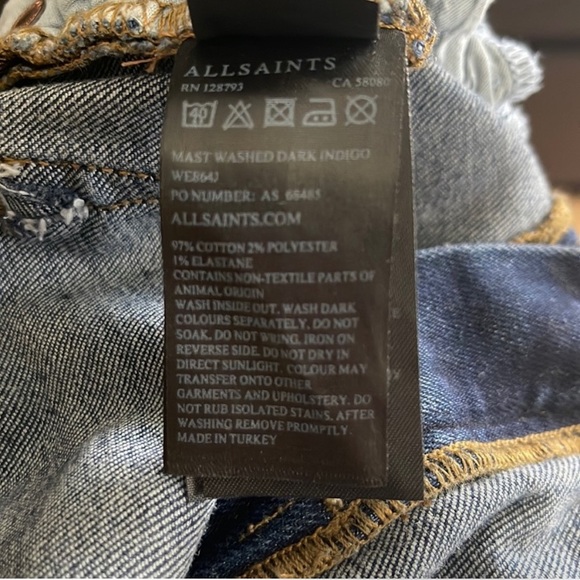 ALLSAINTS
RN 128793 CA 58080
40
MAST WASHED DARK INDIGO
WE864J
PO NUMBER: AS_68485
ALLSAINTS.COM
97% COTTON 2% POLYESTER
1% ELASTANE
CONTAINS NON-TEXTILE PARTS OF
ANIMAL ORIGIN
WASH INSIDE OUT. WASH DARK
COLOURS SEPARATELY. DO NOT
SOAK. DO NOT WRING. IRON ON
REVERSE SIDE. DO NOT DRY IN
DIRECT SUNLIGHT. COLOUR MAY
TRANSFER ONTO OTHER
GARMENTS AND UPHOLSTERY. DO
NOT RUB ISOLATED STAINS. AFTER
WASHING REMOVE PROMPTLY.
MADE IN TURKEY